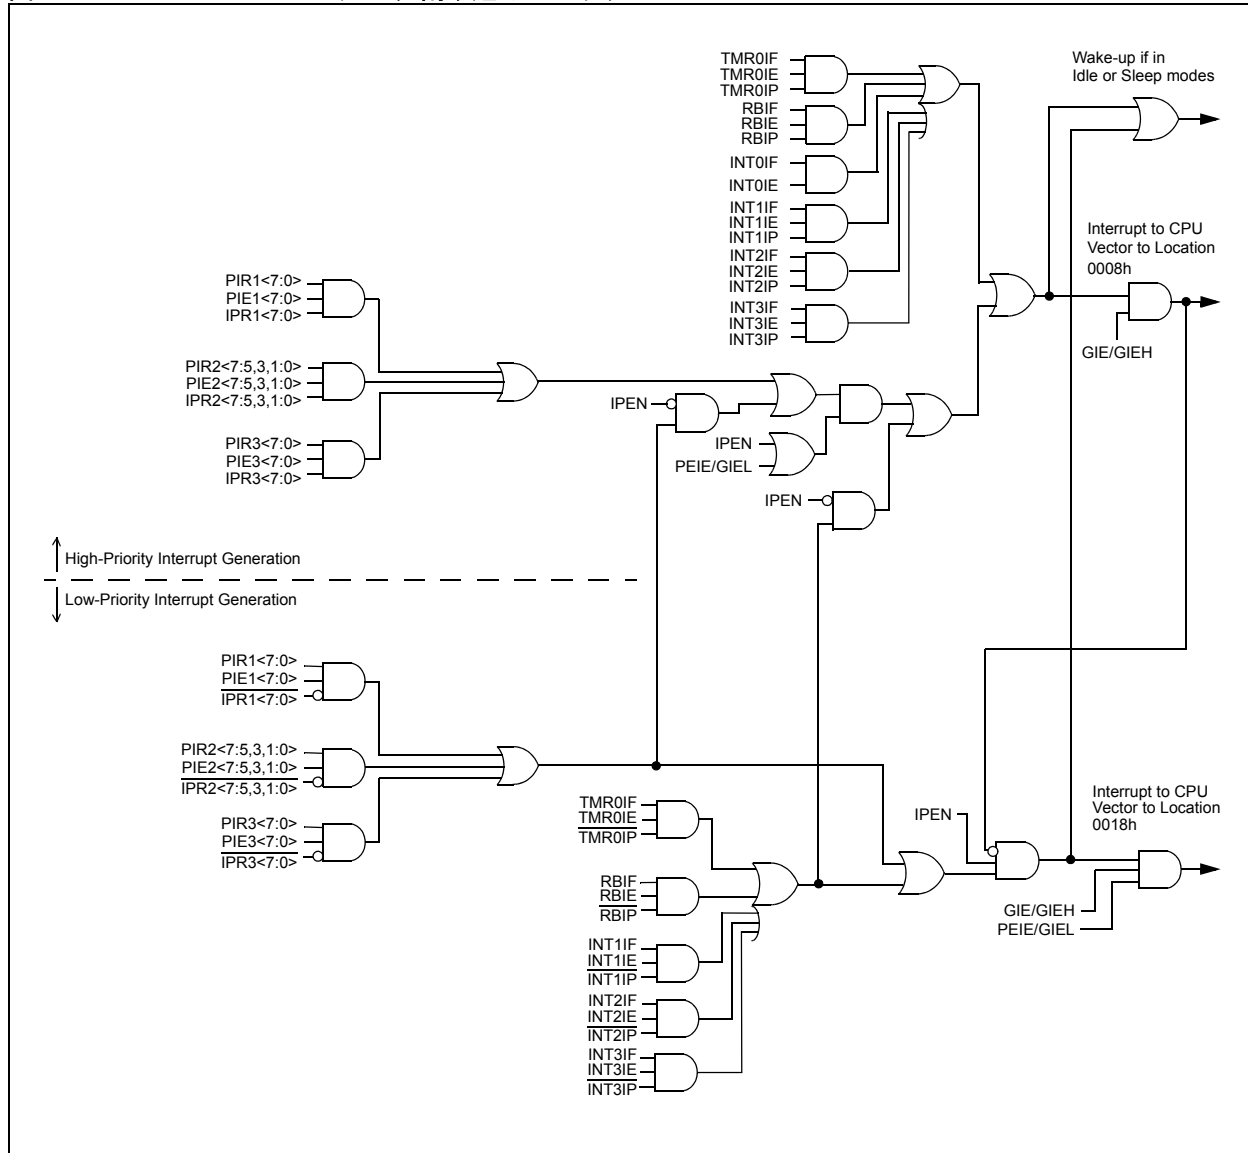 TMR0IF
TMR0IE
TMR0IP
RBIF
RBIE
RBIP
INT0IF
INT0IE
INT1IF
INT1IE
INT1IP
INT2IF
INT2IE
INT2IP
INT3IF
INT3IE
INT3IP
Wake-up if in
Idle or Sleep modes
Interrupt to CPU
Vector to Location
0008h
GIE/GIEH
PIR1<7:0>
PIE1<7:0>
IPR1<7:0>
PIR2<7:5,3,1:0>
PIE2<7:5,3,1:0>
IPR2<7:5,3,1:0>
PIR3<7:0>
PIE3<7:0>
IPR3<7:0>
IPEN
IPEN
PEIE/GIEL
IPEN
High-Priority Interrupt Generation
Low-Priority Interrupt Generation
PIR1<7:0>
PIE1<7:0>
IPR1<7:0>
PIR2<7:5,3,1:0>
PIE2<7:5,3,1:0>
IPR2<7:5,3,1:0>
PIR3<7:0>
PIE3<7:0>
IPR3<7:0>
TMR0IF
TMR0IE
TMR0IP
RBIF
RBIE
RBIP
INT1IF
INT1IE
INT1IP
INT2IF
INT2IE
INT2IP
INT3IF
INT3IE
INT3IP
IPEN
Interrupt to CPU
Vector to Location
0018h
GIE/GIEH
PEIE/GIEL